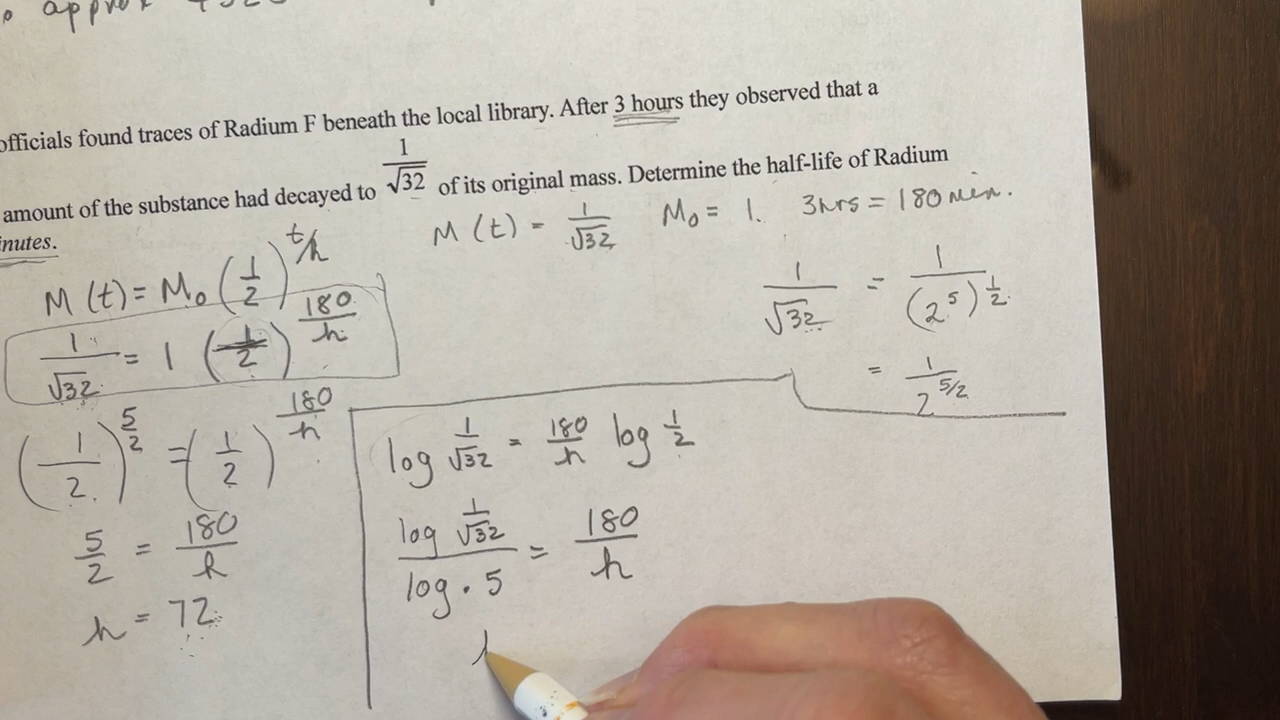 approx
officials found traces of Radium F beneath the local library. After 3 hours they observed that a
amount of the substance had decayed to 1/√32 of its original mass. Determine the half-life of Radium
nutes.
M(t) = 1/√32 M₀ = 1. 3hrs = 180 min.
M(t) = M₀ (1/2)^(t/h)
1/√32 = 1 (1/2)^(180/h)
(1/2)^(5/2) = (1/2)^(180/h)
5/2 = 180/h
h = 72
1/√32 = 1/(2^5)^(1/2)
= 1/2^(5/2)
log 1/√32 = 180/h log 1/2
log 1/√32 / log .5 = 180/h